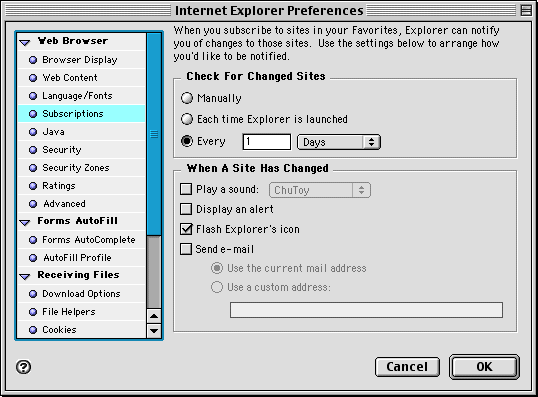 Internet Explorer Preferences
Web Browser
Browser Display
Web Content
Language/Fonts
Subscriptions
Java
Security
Security Zones
Ratings
Advanced
Forms AutoFill
Forms AutoComplete
AutoFill Profile
Receiving Files
Download Options
File Helpers
Cookies
When you subscribe to sites in your Favorites, Explorer can notify
you of changes to those sites. Use the settings below to arrange how
you'd like to be notified.
Check For Changed Sites
Manually
Each time Explorer is launched
Every 1 Days
When A Site Has Changed
Play a sound: ChuToy
Display an alert
Flash Explorer's icon
Send e-mail
Use the current mail address
Use a custom address:
?
Cancel OK